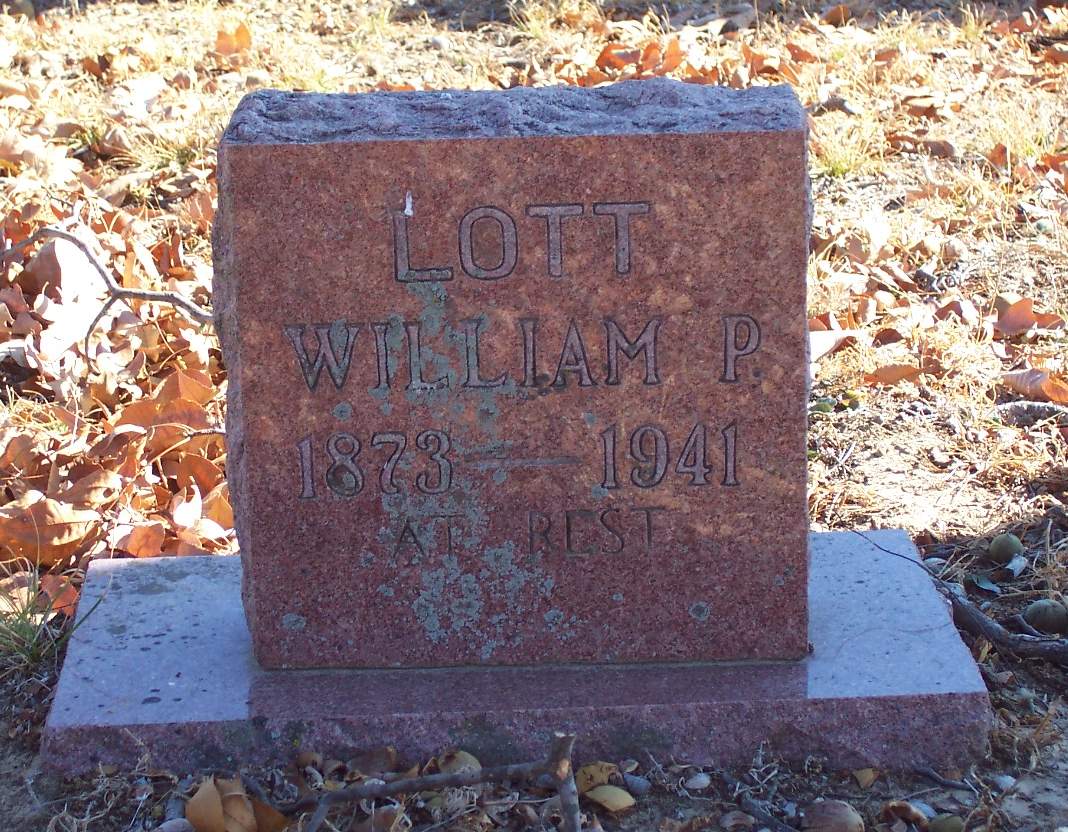 LOTT
WILLIAM P.
1873 — 1941
AT REST